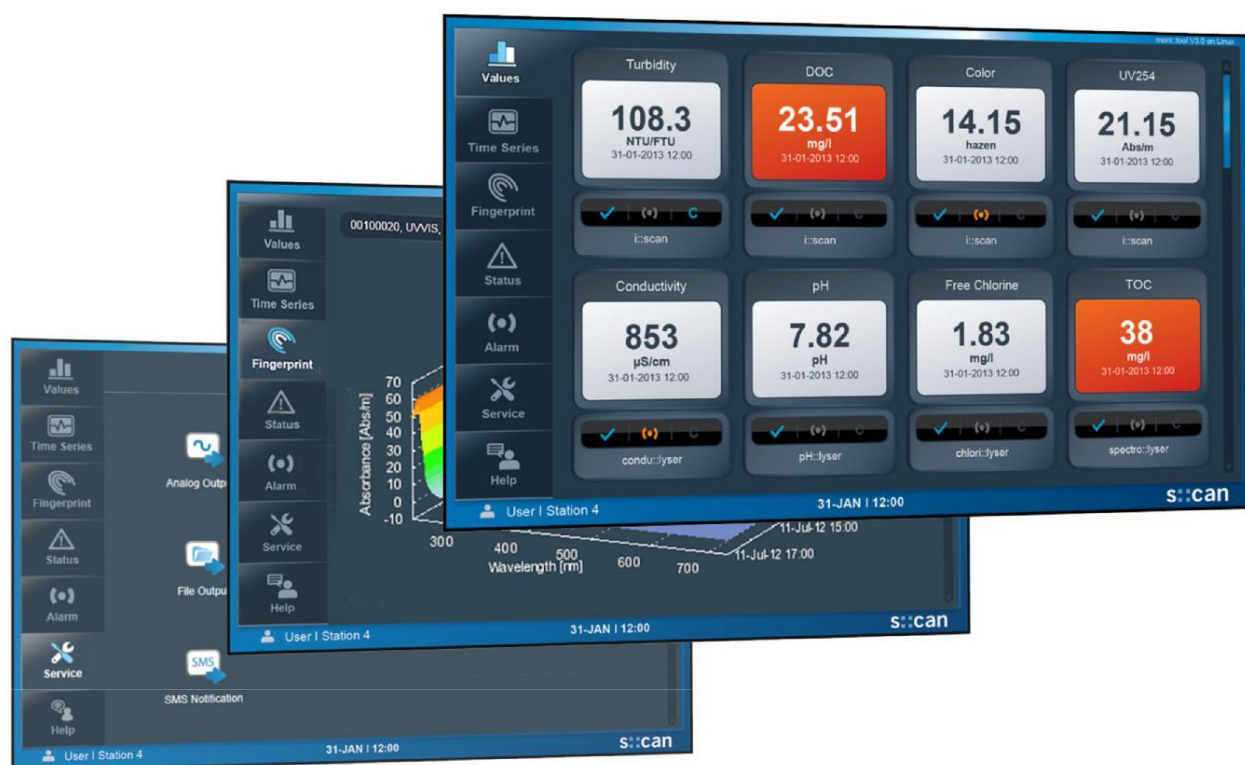 moni::tool V3.0 on Linux
Values
Time Series
Fingerprint
Status
Alarm
Service
Help
Turbidity
108.3
NTU/FTU
31-01-2013 12:00
i::scan
DOC
23.51
mg/l
31-01-2013 12:00
i::scan
Color
14.15
hazen
31-01-2013 12:00
i::scan
UV254
21.15
Abs/m
31-01-2013 12:00
i::scan
Conductivity
853
µS/cm
31-01-2013 12:00
condu::lyser
pH
7.82
pH
31-01-2013 12:00
pH::lyser
Free Chlorine
1.83
mg/l
31-01-2013 12:00
chlori::lyser
TOC
38
mg/l
31-01-2013 12:00
spectro::lyser
User | Station 4
31-JAN | 12:00
s::can
Values
Time Series
Fingerprint
Status
Alarm
Service
Help
00100020, UVVIS,
Absorbance [Abs/m]
70
60
50
40
30
20
10
0
-10
300
400
500
600
700
Wavelength [nm]
11-Jul-12 15:00
11-Jul-12 17:00
User | Station 4
31-JAN | 12:00
s::can
Values
Time Series
Fingerprint
Status
Alarm
Service
Help
Analog Outpu
File Outpu
SMS
SMS Notification
User | Station 4
31-JAN | 12:00
s::can